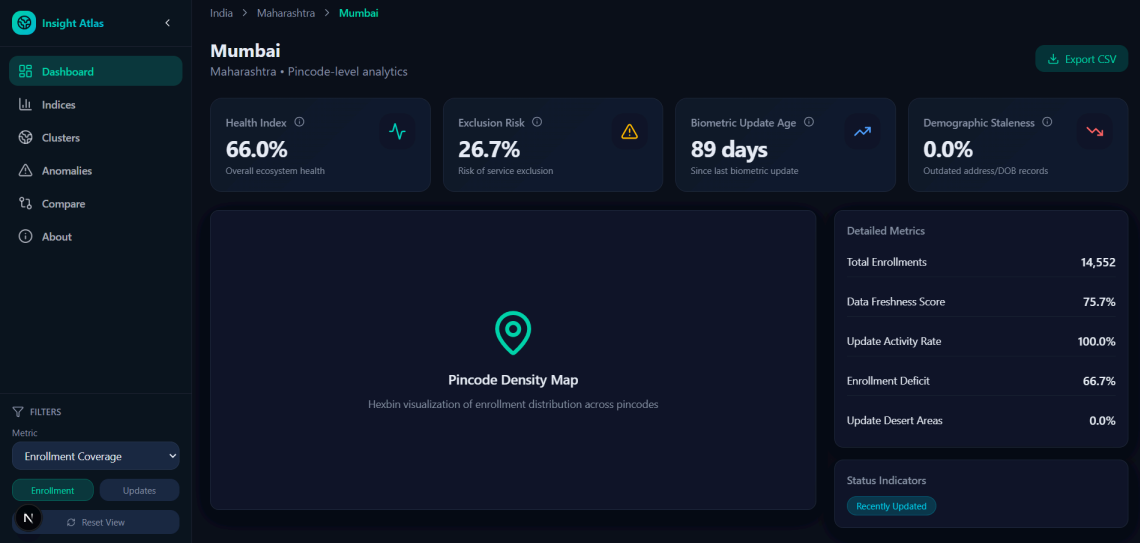 Insight Atlas
Dashboard
Indices
Clusters
Anomalies
Compare
About
FILTERS
Metric
Enrollment Coverage
Enrollment Updates
N
Reset View
India > Maharashtra > Mumbai
Mumbai
Maharashtra • Pincode-level analytics
Export CSV
Health Index
66.0%
Overall ecosystem health
Exclusion Risk
26.7%
Risk of service exclusion
Biometric Update Age
89 days
Since last biometric update
Demographic Staleness
0.0%
Outdated address/DOB records
Pincode Density Map
Hexbin visualization of enrollment distribution across pincodes
Detailed Metrics
Total Enrollments 14,552
Data Freshness Score 75.7%
Update Activity Rate 100.0%
Enrollment Deficit 66.7%
Update Desert Areas 0.0%
Status Indicators
Recently Updated